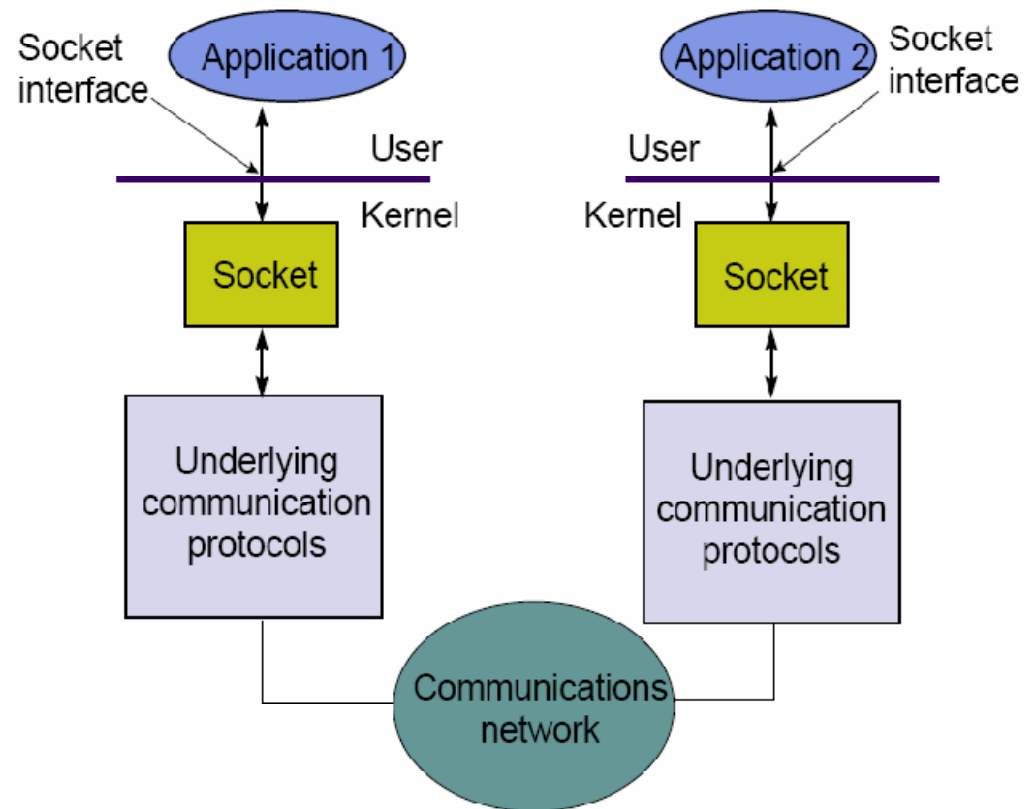 Socket
interface
Application 1
Application 2
Socket
interface
User
User
Kernel
Kernel
Socket
Socket
Underlying
communication
protocols
Underlying
communication
protocols
Communications
network